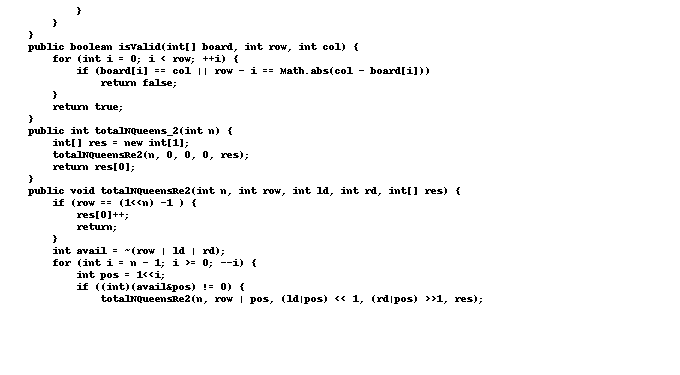 }
        }
    }
    public boolean isValid(int[] board, int row, int col) {
        for (int i = 0; i < row; ++i) {
            if (board[i] == col || row - i == Math.abs(col - board[i]))
                return false;
        }
        return true;
    }
    public int totalNQueens_2(int n) {
        int[] res = new int[1];
        totalNQueensRe2(n, 0, 0, 0, res);
        return res[0];
    }
    public void totalNQueensRe2(int n, int row, int ld, int rd, int[] res) {
        if (row == (1<<n) -1 ) {
            res[0]++;
            return;
        }
        int avail = ~(row | ld | rd);
        for (int i = n - 1; i >= 0; --i) {
            int pos = 1<<i;
            if ((int)(avail&pos) != 0) {
                totalNQueensRe2(n, row | pos, (ld|pos) << 1, (rd|pos) >>1, res);